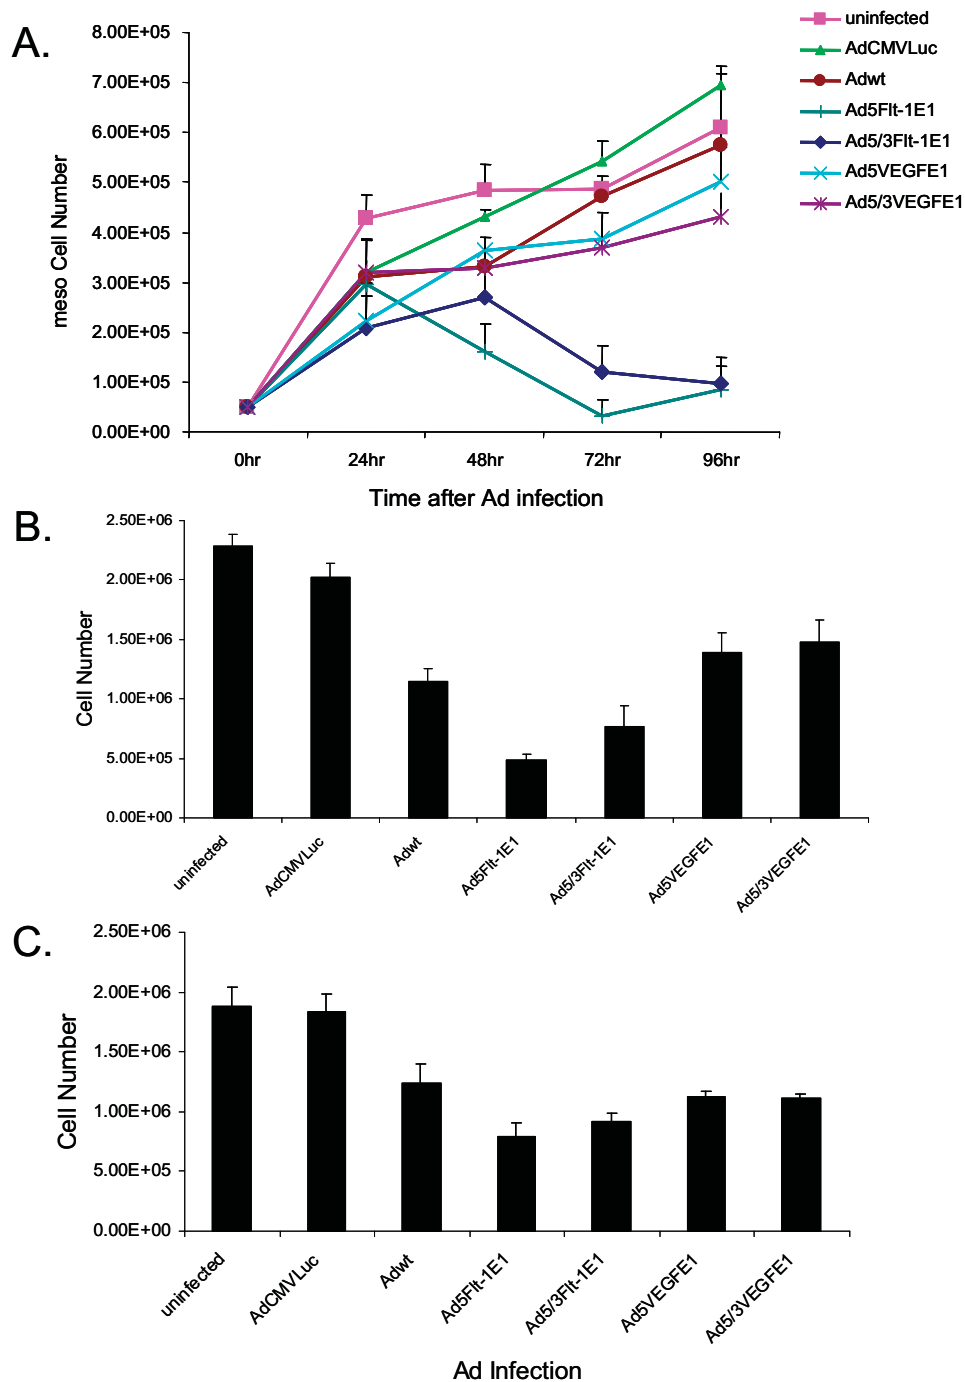 A.
8.00E+05
7.00E+05
6.00E+05
5.00E+05
4.00E+05
3.00E+05
2.00E+05
1.00E+05
0.00E+00
meso Cell Number
0hr 24hr 48hr 72hr 96hr
Time after Ad infection
uninfected
AdCMVLuc
Adwt
Ad5Flt-1E1
Ad5/3Flt-1E1
Ad5VEGFE1
Ad5/3VEGFE1
B.
2.50E+06
2.00E+06
1.50E+06
1.00E+06
5.00E+05
0.00E+00
Cell Number
uninfected
AdCMVLuc
Adwt
Ad5Flt-1E1
Ad5/3Flt-1E1
Ad5VEGFE1
Ad5/3VEGFE1
C.
2.50E+06
2.00E+06
1.50E+06
1.00E+06
5.00E+05
0.00E+00
Cell Number
uninfected
AdCMVLuc
Adwt
Ad5Flt-1E1
Ad5/3Flt-1E1
Ad5VEGFE1
Ad5/3VEGFE1
Ad Infection